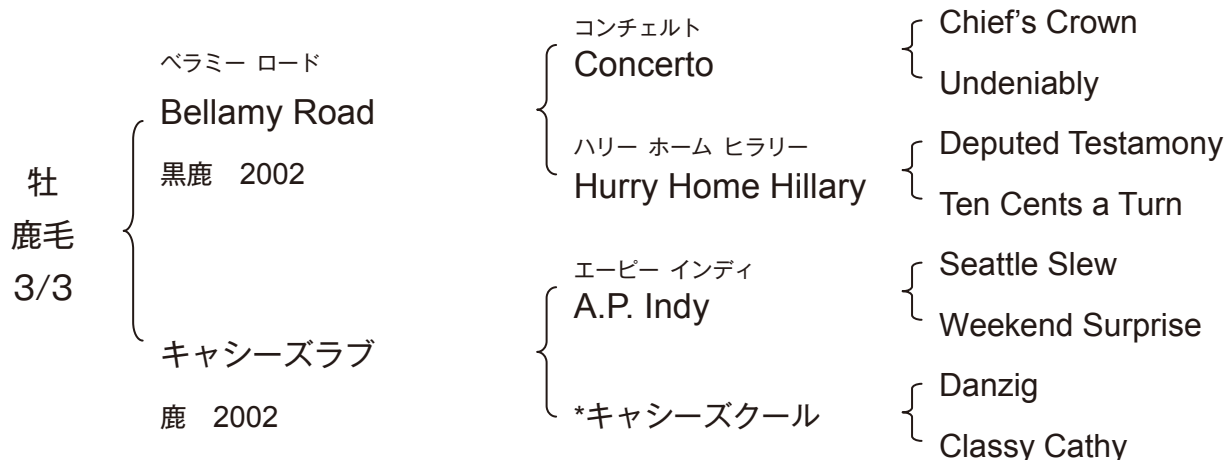 牡
鹿毛
3/3
ベラミー ロード
Bellamy Road
黒鹿 2002
キャシーズラブ
鹿 2002
コンチェルト
Concerto
ハリー ホーム ヒラリー
Hurry Home Hillary
エーピー インディ
A.P. Indy
*キャシーズクール
Chief's Crown
Undeniably
Deputed Testamony
Ten Cents a Turn
Seattle Slew
Weekend Surprise
Danzig
Classy Cathy